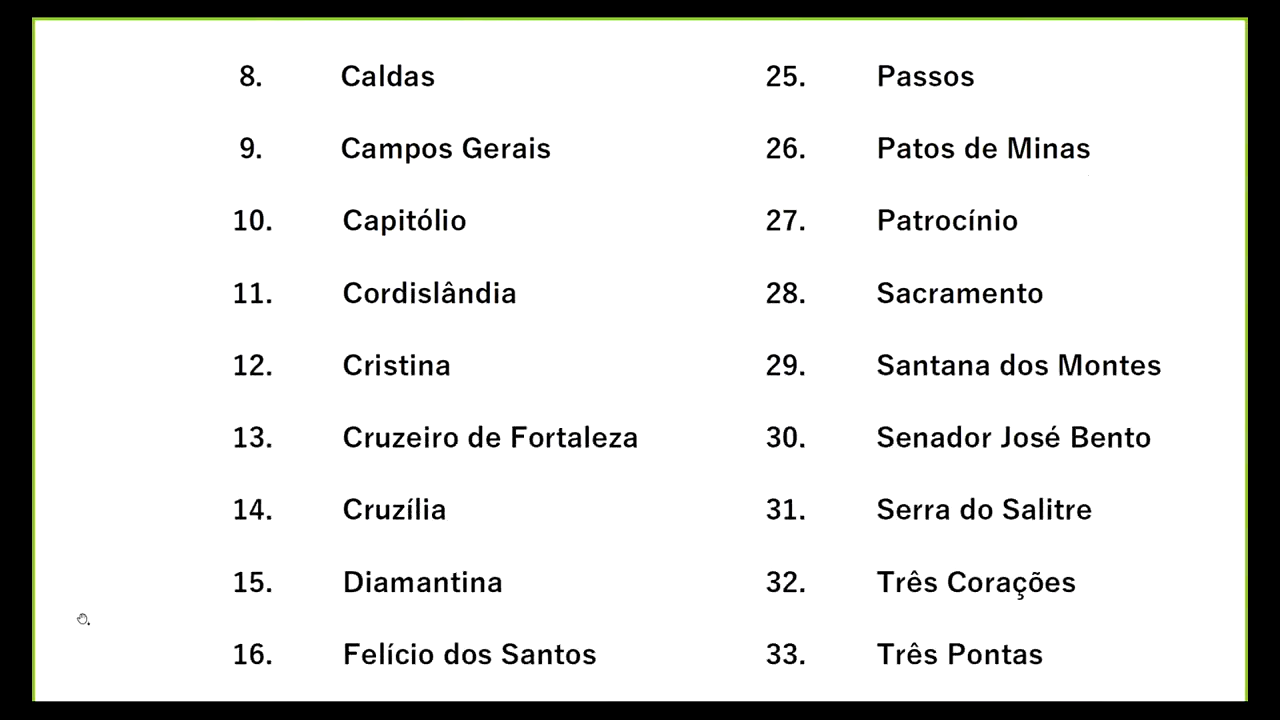 8. Caldas
9. Campos Gerais
10. Capitólio
11. Cordislândia
12. Cristina
13. Cruzeiro de Fortaleza
14. Cruzília
15. Diamantina
16. Felício dos Santos
25. Passos
26. Patos de Minas
27. Patrocínio
28. Sacramento
29. Santana dos Montes
30. Senador José Bento
31. Serra do Salitre
32. Três Corações
33. Três Pontas